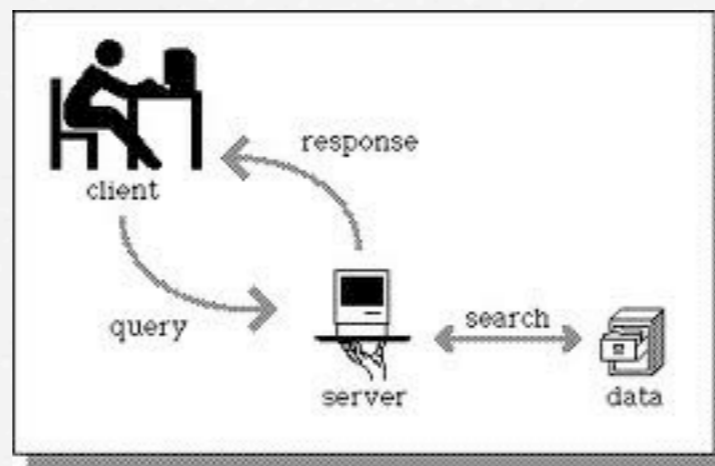 response
client
query
search
server
data